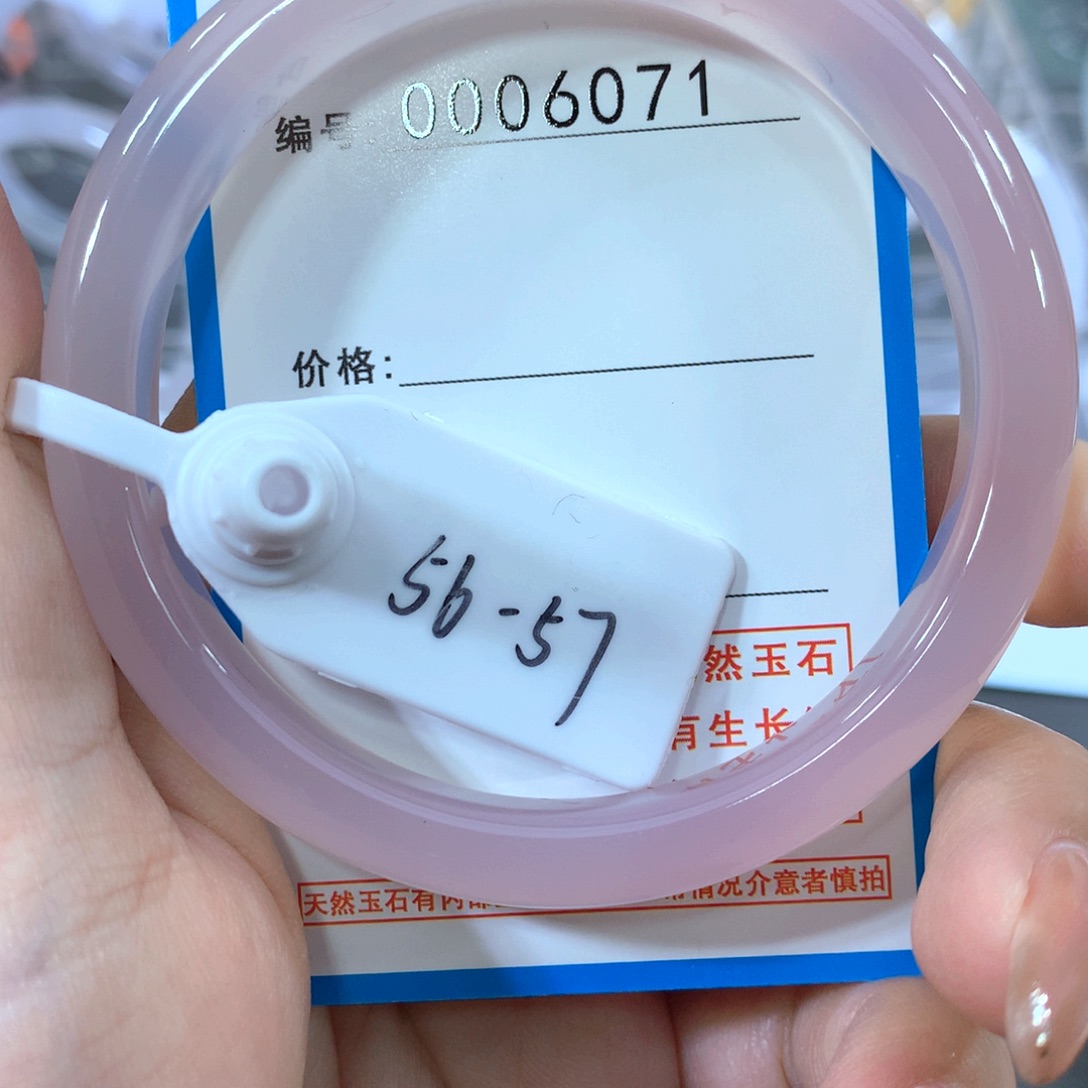 编号 0006071
价格:
56-57
然玉石
有生长
天然玉石有内部
情况介意者慎拍